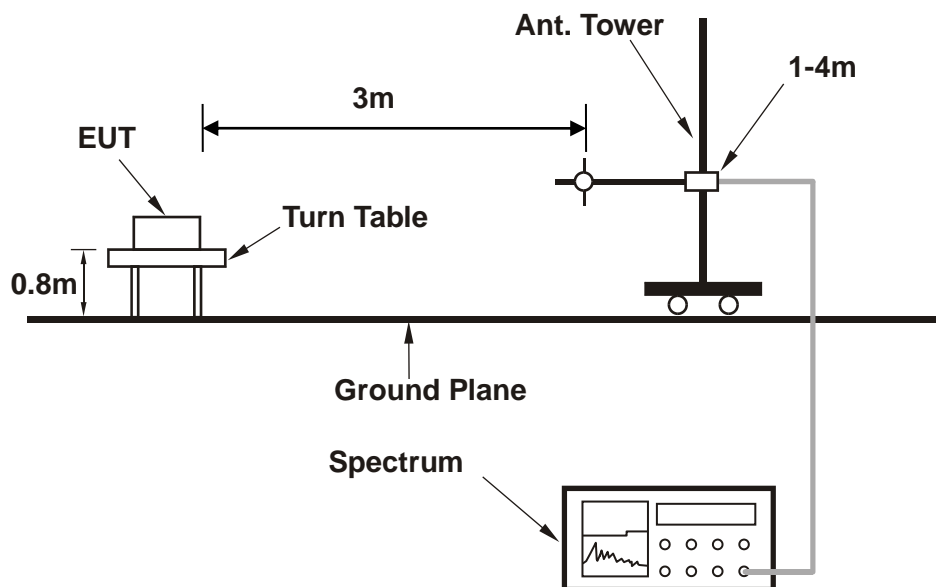 Ant. Tower
1-4m
3m
EUT
Turn Table
0.8m
Ground Plane
Spectrum